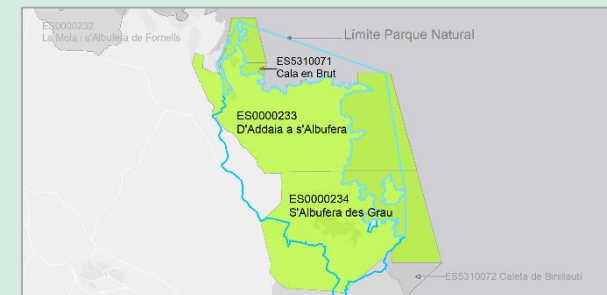 ES0000232
La Mola i s'Albufera de Fornells
Límite Parque Natural
ES5310071
Cala en Brut
ES0000233
D'Addaia a s'Albufera
ES0000234
S'Albufera des Grau
ES5310072 Caleta de Binillautí